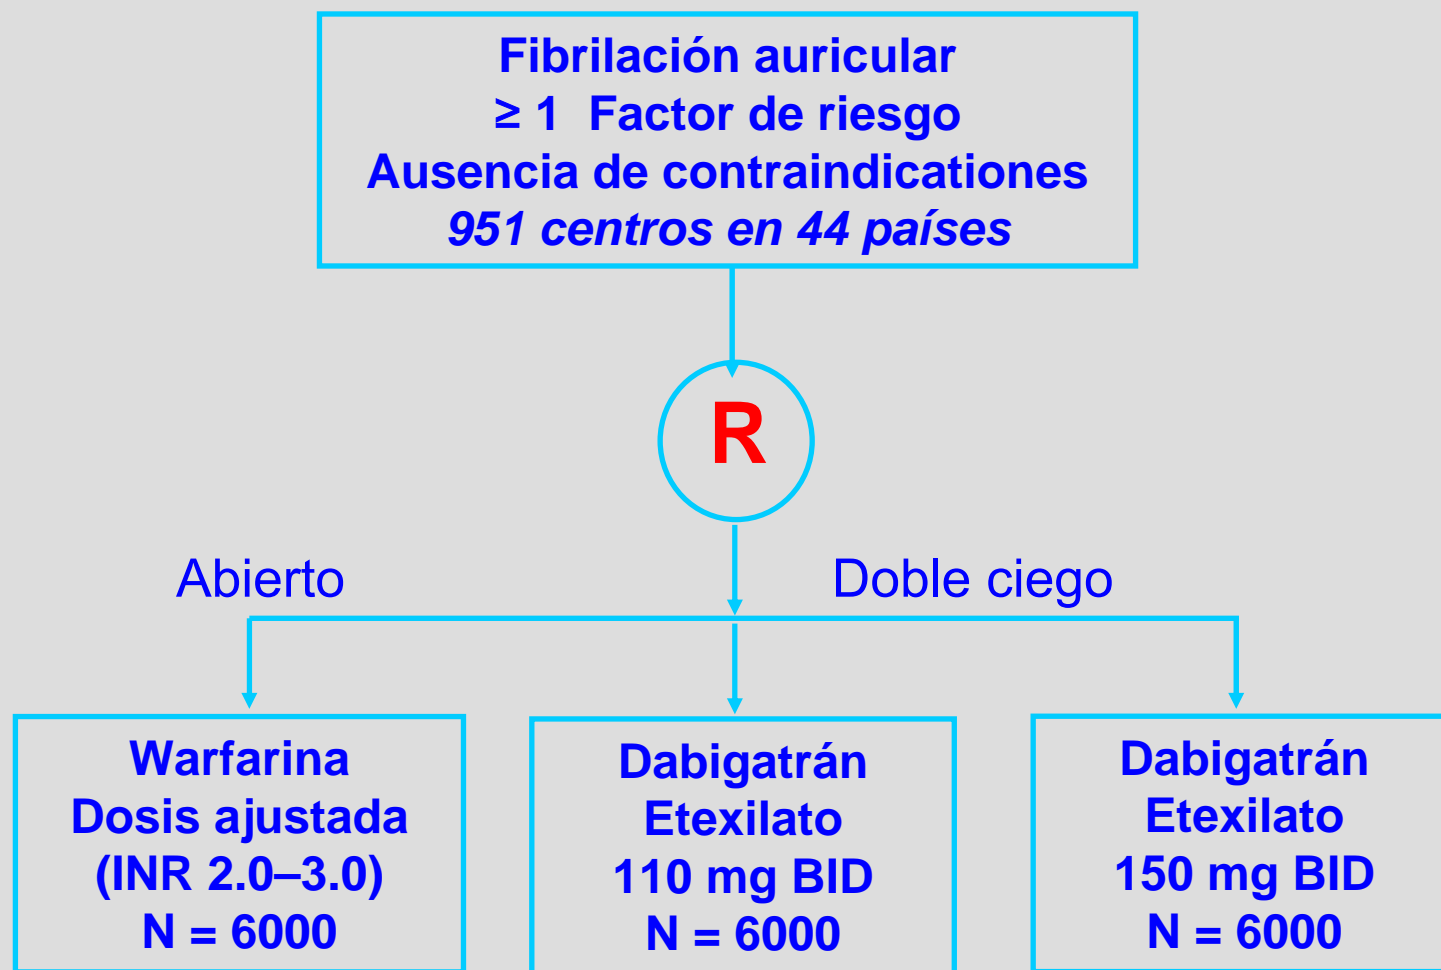 Fibrilación auricular
≥ 1 Factor de riesgo
Ausencia de contraindicationes
951 centros en 44 países
R
Abierto
Doble ciego
Warfarina
Dosis ajustada
(INR 2.0–3.0)
N = 6000
Dabigatrán
Etexilato
110 mg BID
N = 6000
Dabigatrán
Etexilato
150 mg BID
N = 6000